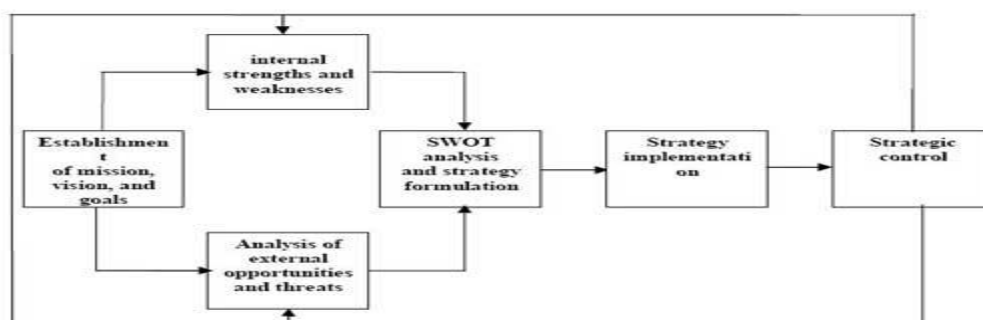 internal
strengths and
weaknesses
Establishmen
t
of mission,
vision, and
goals
SWOT
analysis
and strategy
formulation
Strategy
implementati
on
Strategic
control
Analysis of
external
opportunities
and threats